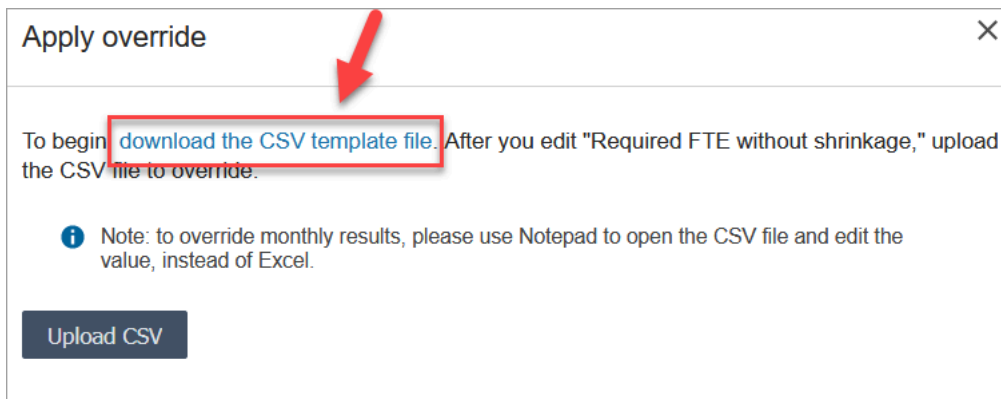 Apply override
To begin, download the CSV template file. After you edit "Required FTE without shrinkage," upload
the CSV file to override.
Note: to override monthly results, please use Notepad to open the CSV file and edit the
value, instead of Excel.
Upload CSV